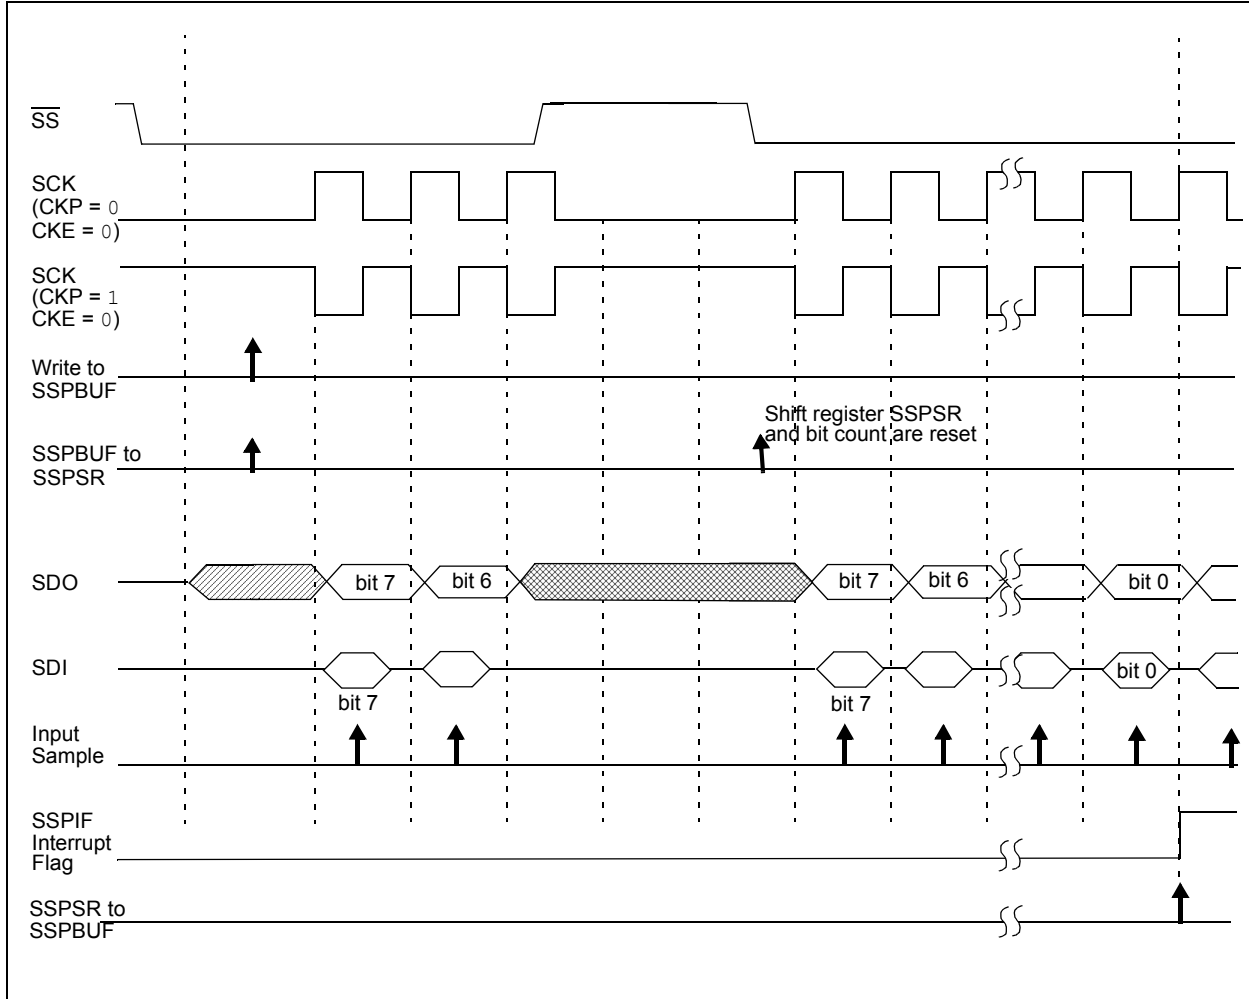 SS
SCK
(CKP = 0
CKE = 0)
SCK
(CKP = 1
CKE = 0)
Write to
SSPBUF
Shift register SSPSR
and bit count are reset
SSPBUF to
SSPSR
SDO
bit 7
bit 6
bit 7
bit 6
bit 0
SDI
bit 0
bit 7
bit 7
Input
Sample
SSPIF
Interrupt
Flag
SSPSR to
SSPBUF